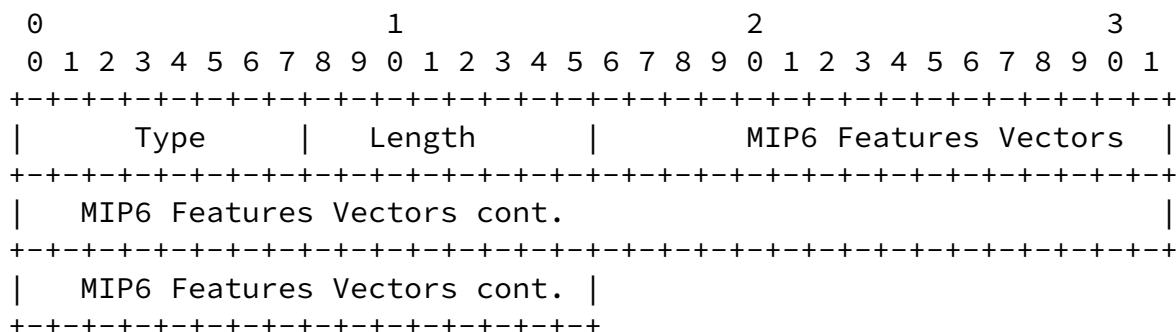 0                   1                   2                   3
 0 1 2 3 4 5 6 7 8 9 0 1 2 3 4 5 6 7 8 9 0 1 2 3 4 5 6 7 8 9 0 1
+-+-+-+-+-+-+-+-+-+-+-+-+-+-+-+-+-+-+-+-+-+-+-+-+-+-+-+-+-+-+-+-+
|      Type     |   Length      |        MIP6 Features Vectors  |
+-+-+-+-+-+-+-+-+-+-+-+-+-+-+-+-+-+-+-+-+-+-+-+-+-+-+-+-+-+-+-+-+
|   MIP6 Features Vectors cont.                                 |
+-+-+-+-+-+-+-+-+-+-+-+-+-+-+-+-+-+-+-+-+-+-+-+-+-+-+-+-+-+-+-+-+
|   MIP6 Features Vectors cont. |
+-+-+-+-+-+-+-+-+-+-+-+-+-+-+-+-+